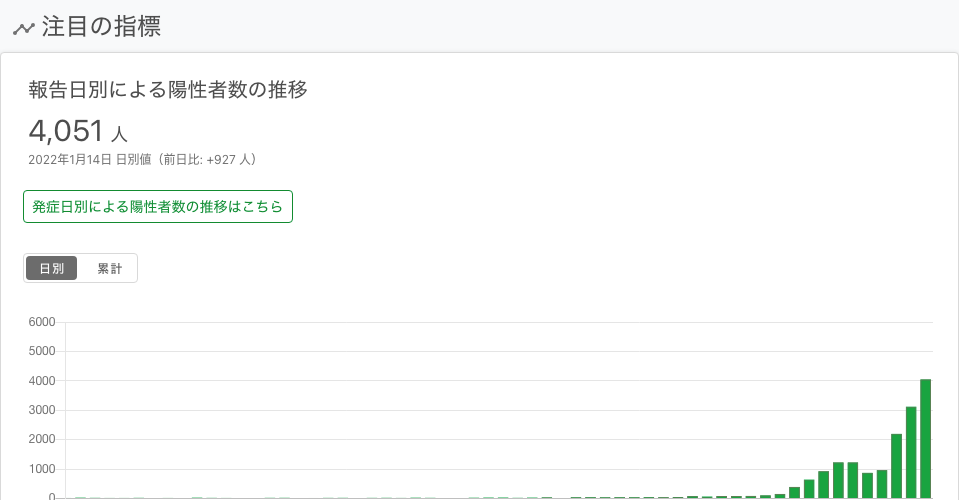 注目の指標
報告日別による陽性者数の推移
4,051 人
2022年1月14日 日別値（前日比: +927 人）
発症日別による陽性者数の推移はこちら
日別 累計
6000
5000
4000
3000
2000
1000
0